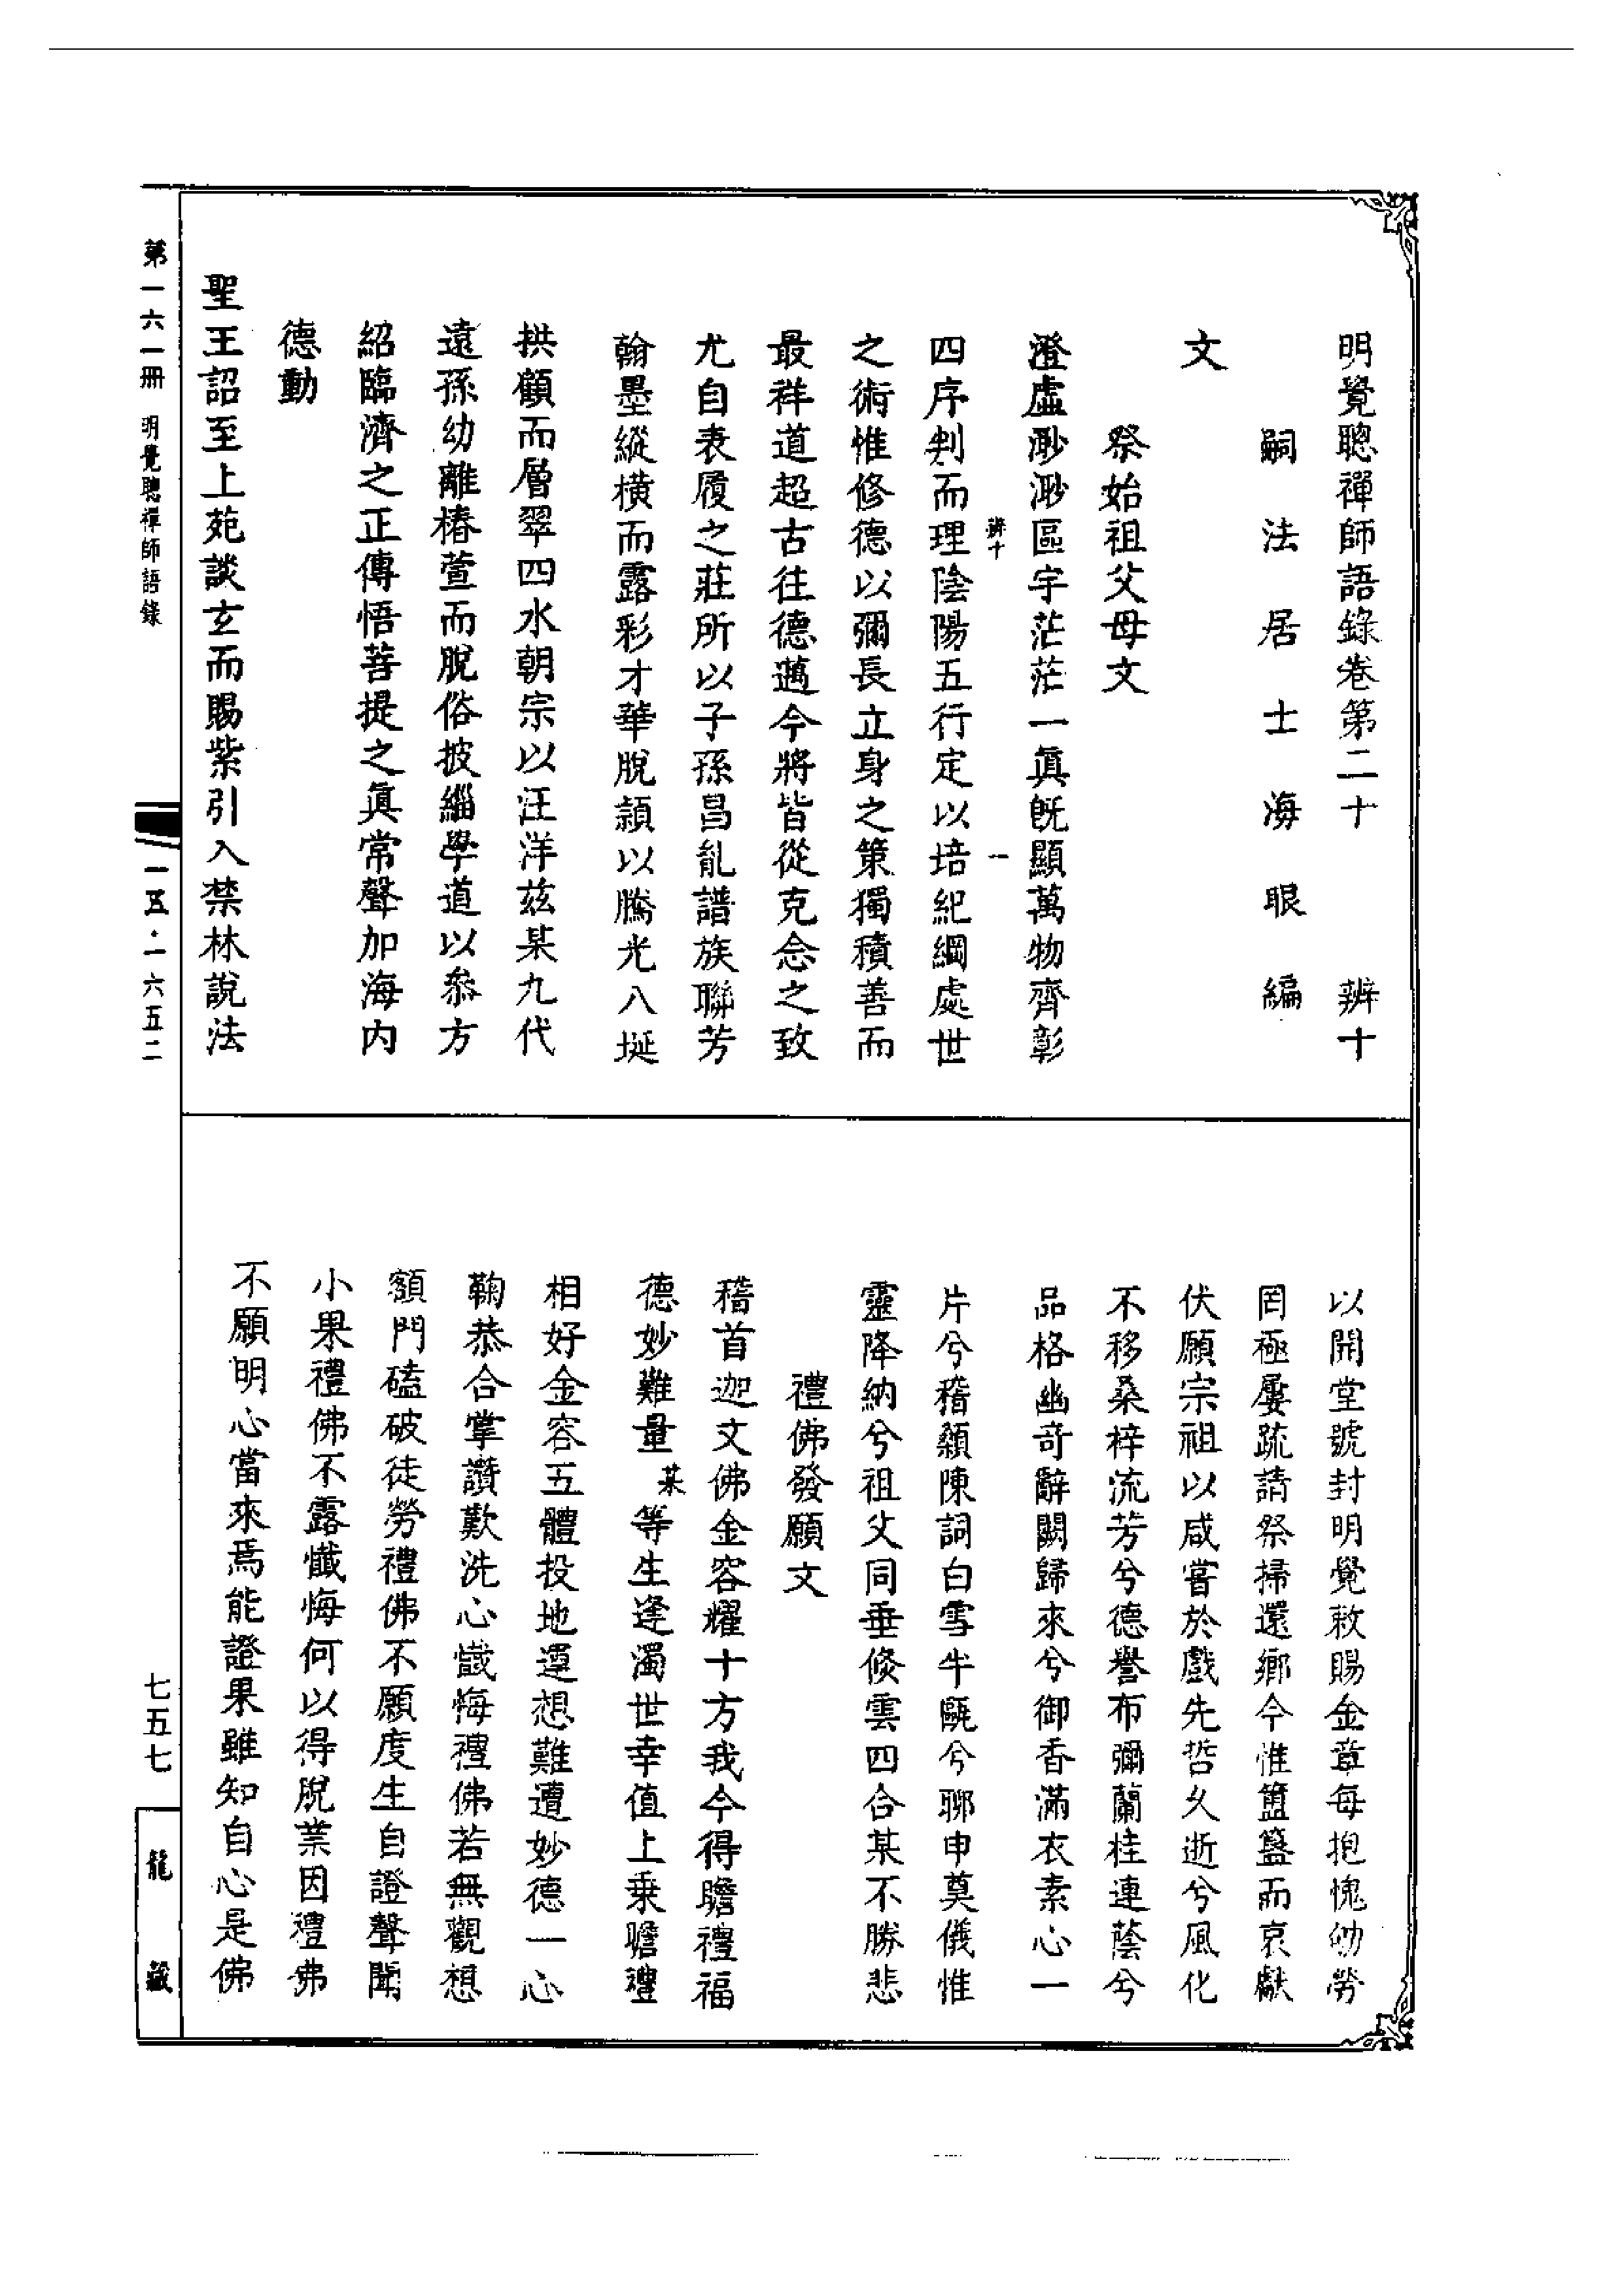 明覺聰禪師語錄卷第二十　辨十
嗣法居士海眼編
文
祭始祖父母文
澄虛渺渺區宇茫茫一眞旣顯萬物齊彰
辨十　一
四序判而理陰陽五行定以培紀綱處世
之術惟修德以彌長立身之策獨積善而
最祥道超古往德邁今將皆從克念之致
尤自表履之莊所以子孫昌胤譜族聯芳
翰墨縱橫而露彩才華脫頴以騰光八埏
拱顧而層翠四水朝宗以汪洋茲某九代
遠孫幼離椿萱而脫俗披緇學道以叅方
紹臨濟之正傳悟菩提之眞常聲加海內
德動
聖王詔至上苑談玄而賜紫引入禁林說法
以開堂號封明覺敕賜金章每抱愧劬勞
罔極屢疏請祭掃還鄉今惟簠簋而哀獻
伏願宗祖以咸嘗於戲先哲久逝兮風化
不移桑梓流芳兮德譽布彌蘭桂連蔭兮
品格幽奇辭闕歸來兮御香滿衣素心一
片兮稽顙陳詞白雪牛甌兮聊申奠儀惟
靈降納兮祖父同垂倏雲四合某不勝悲
禮佛發願文
稽首迦文佛金容耀十方我今得瞻禮福
德妙難量某等生逢濁世幸值上乗瞻禮
相好金容五體投地運想難遭妙德一心
鞠恭合掌讚歎洗心懺悔禮佛若無觀想
額門磕破徒勞禮佛不願度生自證聲聞
小果禮佛不露懺悔何以得脫業因禮佛
不願明心當來焉能證果雖知自心是佛
第一六一冊　明覺聰禪師語錄
一五·一六五二
七五七
龍藏